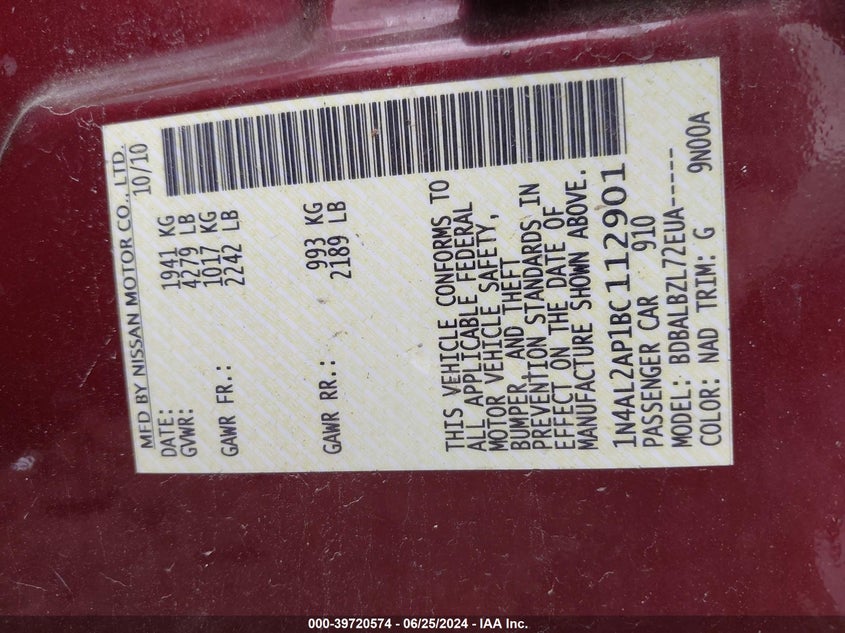 MFD BY NISSAN MOTOR CO., LTD.
DATE: 10/10
GVWR: 1941 KG
4279 LB
GAWR FR.: 1017 KG
2242 LB
GAWR RR.: 993 KG
2189 LB
THIS VEHICLE CONFORMS TO
ALL APPLICABLE FEDERAL
MOTOR VEHICLE SAFETY,
BUMPER, AND THEFT
PREVENTION STANDARDS IN
EFFECT ON THE DATE OF
MANUFACTURE SHOWN ABOVE.
1N4AL2AP1BC112901
PASSENGER CAR 910
MODEL: BDBALBZL72EUA-----
COLOR: NAD TRIM: G 9N00A
000-39720574 - 06/25/2024 - IAA Inc.